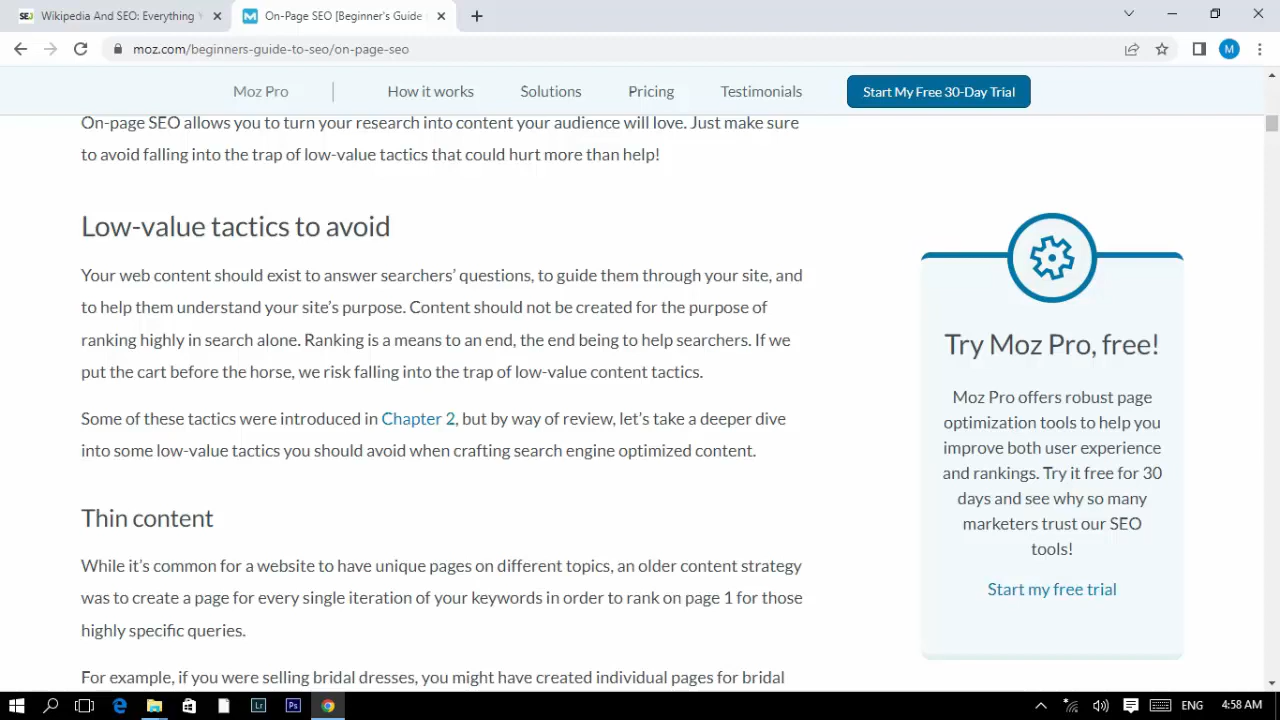 Wikipedia And SEO: Everything Y
On-Page SEO [Beginner's Guide
moz.com/beginners-guide-to-seo/on-page-seo
M
Moz Pro
How it works
Solutions
Pricing
Testimonials
Start My Free 30-Day Trial
On-page SEO allows you to turn your research into content your audience will love. Just make sure
to avoid falling into the trap of low-value tactics that could hurt more than help!
Low-value tactics to avoid
Your web content should exist to answer searchers’ questions, to guide them through your site, and
to help them understand your site’s purpose. Content should not be created for the purpose of
ranking highly in search alone. Ranking is a means to an end, the end being to help searchers. If we
put the cart before the horse, we risk falling into the trap of low-value content tactics.
Some of these tactics were introduced in Chapter 2, but by way of review, let’s take a deeper dive
into some low-value tactics you should avoid when crafting search engine optimized content.
Thin content
While it’s common for a website to have unique pages on different topics, an older content strategy
was to create a page for every single iteration of your keywords in order to rank on page 1 for those
highly specific queries.
For example, if you were selling bridal dresses, you might have created individual pages for bridal
Try Moz Pro, free!
Moz Pro offers robust page
optimization tools to help you
improve both user experience
and rankings. Try it free for 30
days and see why so many
marketers trust our SEO
tools!
Start my free trial
Lr
Ps
ENG
4:58 AM